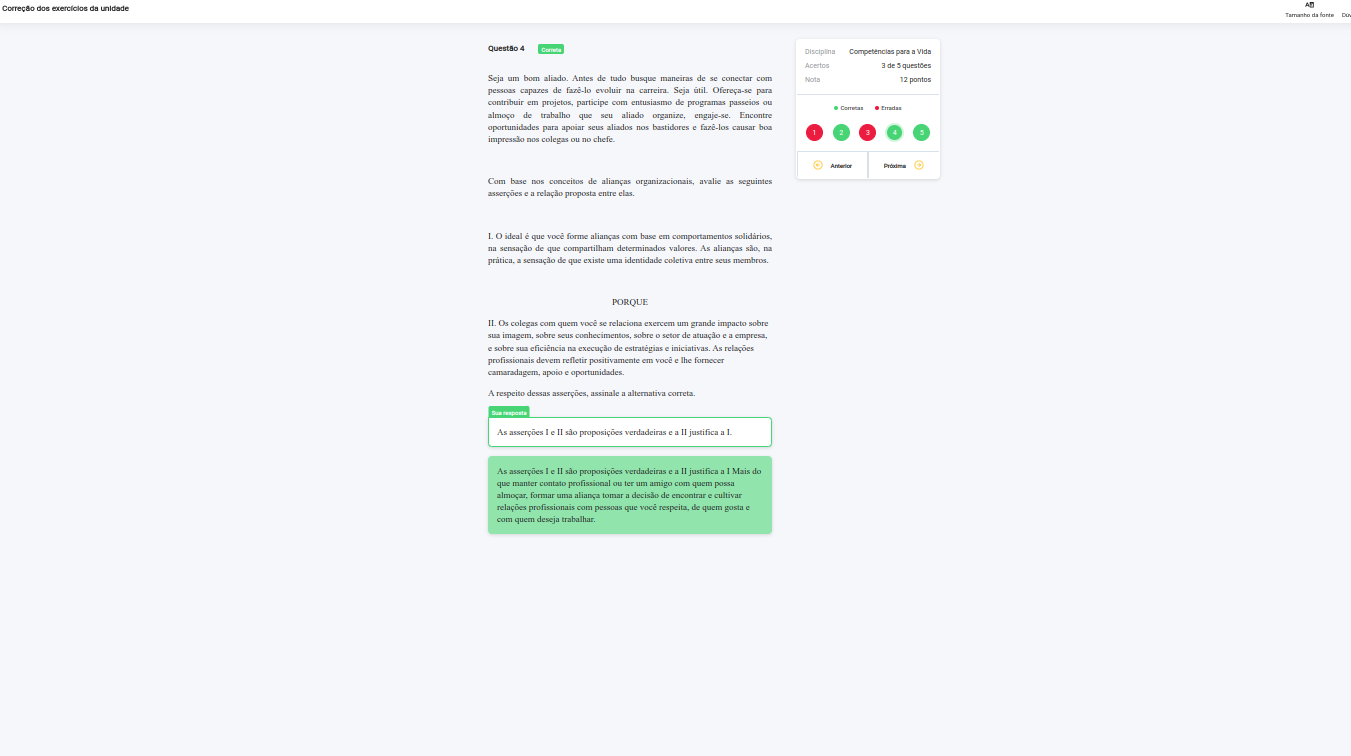 Correção dos exercícios da unidade
Tamanho da fonte
Questão 4
Correta
Seja um bom aliado. Antes de tudo busque maneiras de se conectar com
pessoas capazes de fazê-lo evoluir na carreira. Seja útil. Ofereça-se para
contribuir em projetos, participe com entusiasmo de programas passeios ou
almoço de trabalho que seu aliado organize, engaje-se. Encontre
oportunidades para apoiar seus aliados nos bastidores e fazê-los causar boa
impressão nos colegas ou no chefe.
Com base nos conceitos de alianças organizacionais, avalie as seguintes
asserções e a relação proposta entre elas.
I. O ideal é que você forme alianças com base em comportamentos solidários,
na sensação de que compartilham determinados valores. As alianças são, na
prática, a sensação de que existe uma identidade coletiva entre seus membros.
PORQUE
II. Os colegas com quem você se relaciona exercem um grande impacto sobre
sua imagem, sobre seus conhecimentos, sobre o setor de atuação e a empresa,
e sobre sua eficiência na execução de estratégias e iniciativas. As relações
profissionais devem refletir positivamente em você e lhe fornecer
camaradagem, apoio e oportunidades.
A respeito dessas asserções, assinale a alternativa correta.
Sua resposta
As asserções I e II são proposições verdadeiras e a II justifica a I.
As asserções I e II são proposições verdadeiras e a II justifica a I Mais do
que manter contato profissional ou ter um amigo com quem possa
almoçar, formar uma aliança tomar a decisão de encontrar e cultivar
relações profissionais com pessoas que você respeita, de quem gosta e
com quem deseja trabalhar.
Disciplina Competências para a Vida
Acertos 3 de 5 questões
Nota 12 pontos
Corretas Erradas
1 2 3 4 5
Anterior Próxima